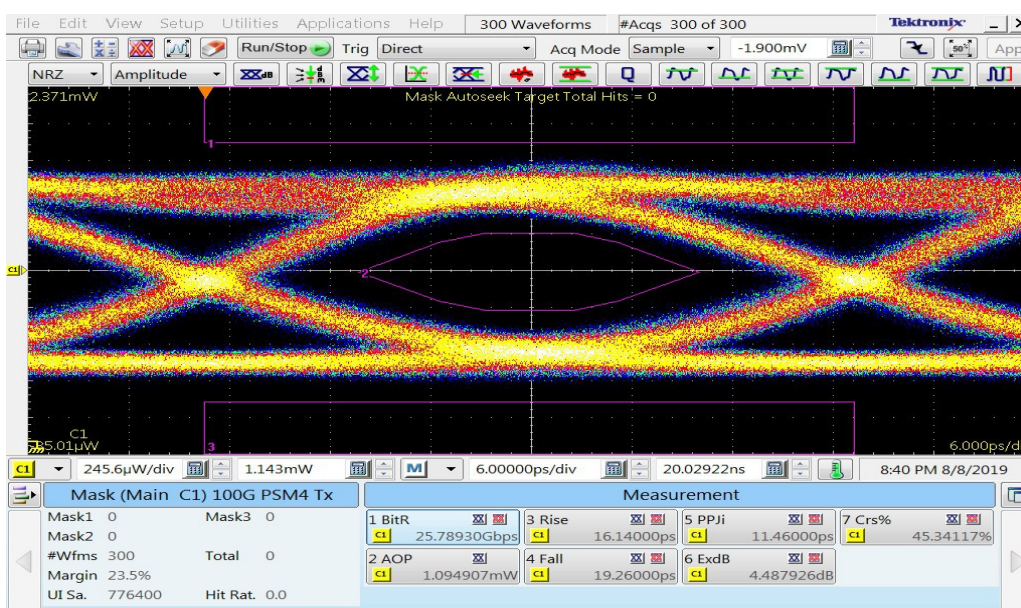 File Edit View Setup Utilities Applications Help 300 Waveforms #Acqs 300 of 300 Tektronix
Run/Stop Trig Direct Acq Mode Sample -1.900mV 50% App
NRZ Amplitude dB Q
2.371mW Mask Autoseek Target Total Hits = 0
1
C1 2
C1
35.01µW 3 6.000ps/d
C1 245.6µW/div 1.143mW M 6.00000ps/div 20.02922ns 8:40 PM 8/8/2019
Mask (Main C1) 100G PSM4 Tx Measurement
Mask1 0 Mask3 0
Mask2 0
#Wfms 300 Total 0
Margin 23.5%
UI Sa. 776400 Hit Rat. 0.0
1 BitR 3 Rise 5 PPJi 7 Crs%
C1 25.78930Gbps C1 16.14000ps C1 11.46000ps C1 45.34117%
2 AOP 4 Fall 6 ExdB
C1 1.094907mW C1 19.26000ps C1 4.487926dB